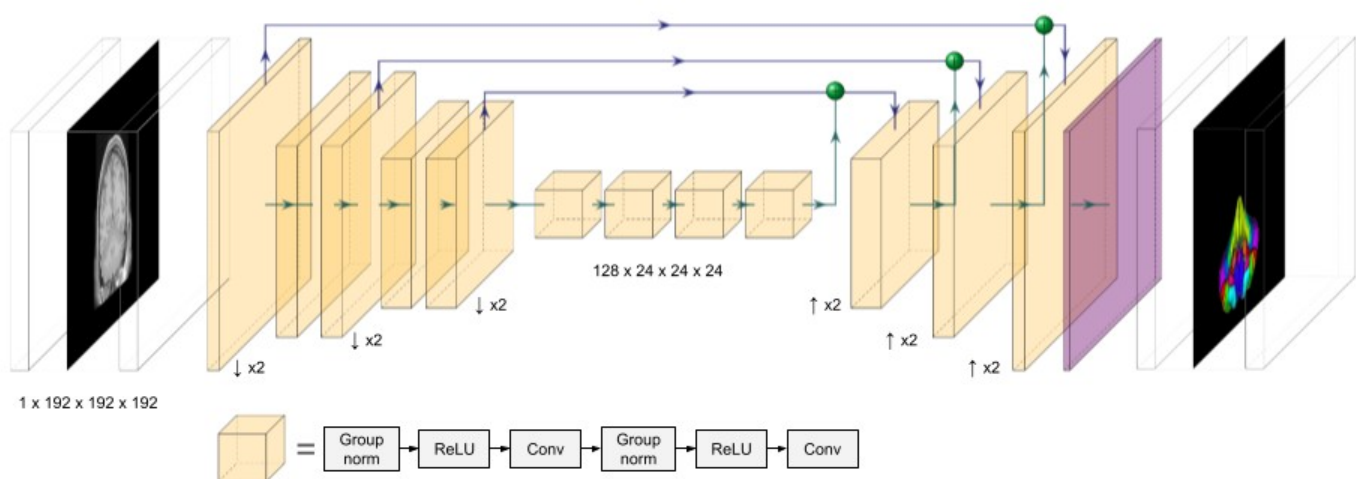 128 x 24 x 24 x 24
↓ x2
↑ x2
↓ x2
↑ x2
↓ x2
↑ x2
1 x 192 x 192 x 192
=
Group
norm
ReLU
Conv
Group
norm
ReLU
Conv